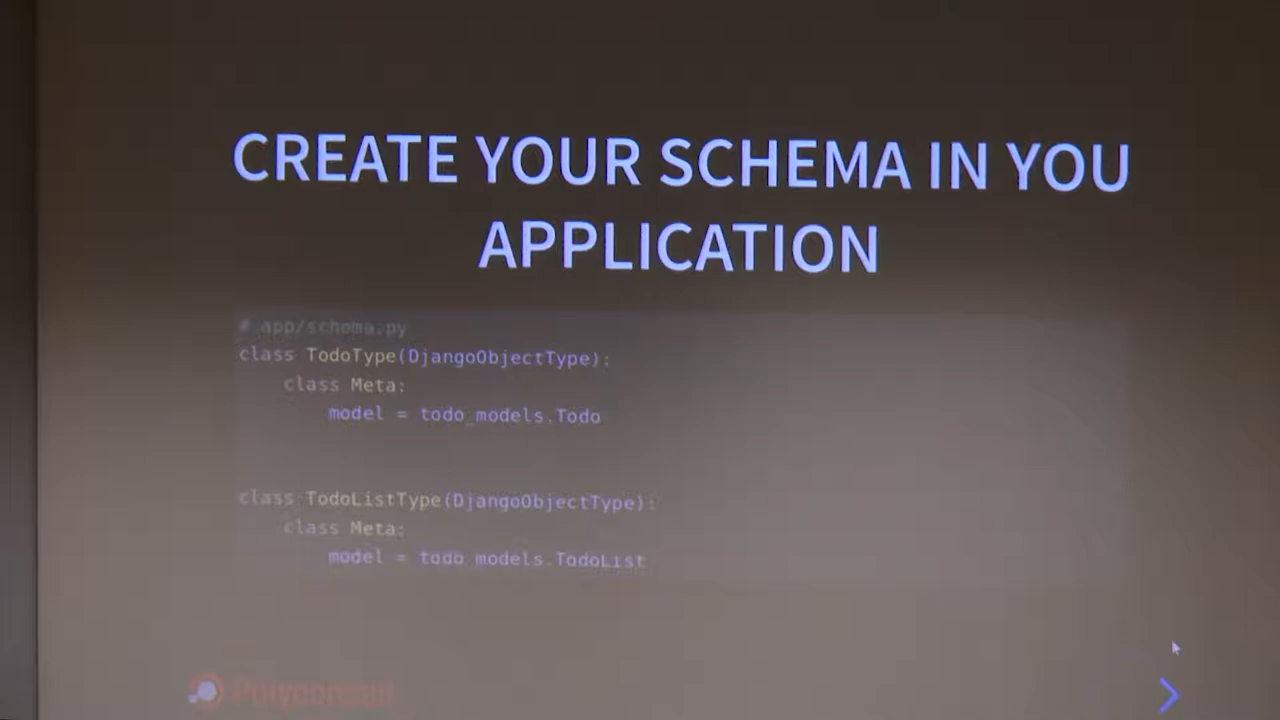 CREATE YOUR SCHEMA IN YOU
APPLICATION
# app/schema.py
class TodoType(DjangoObjectType):
    class Meta:
        model = todo_models.Todo
class TodoListType(DjangoObjectType):
    class Meta:
        model = todo_models.TodoList